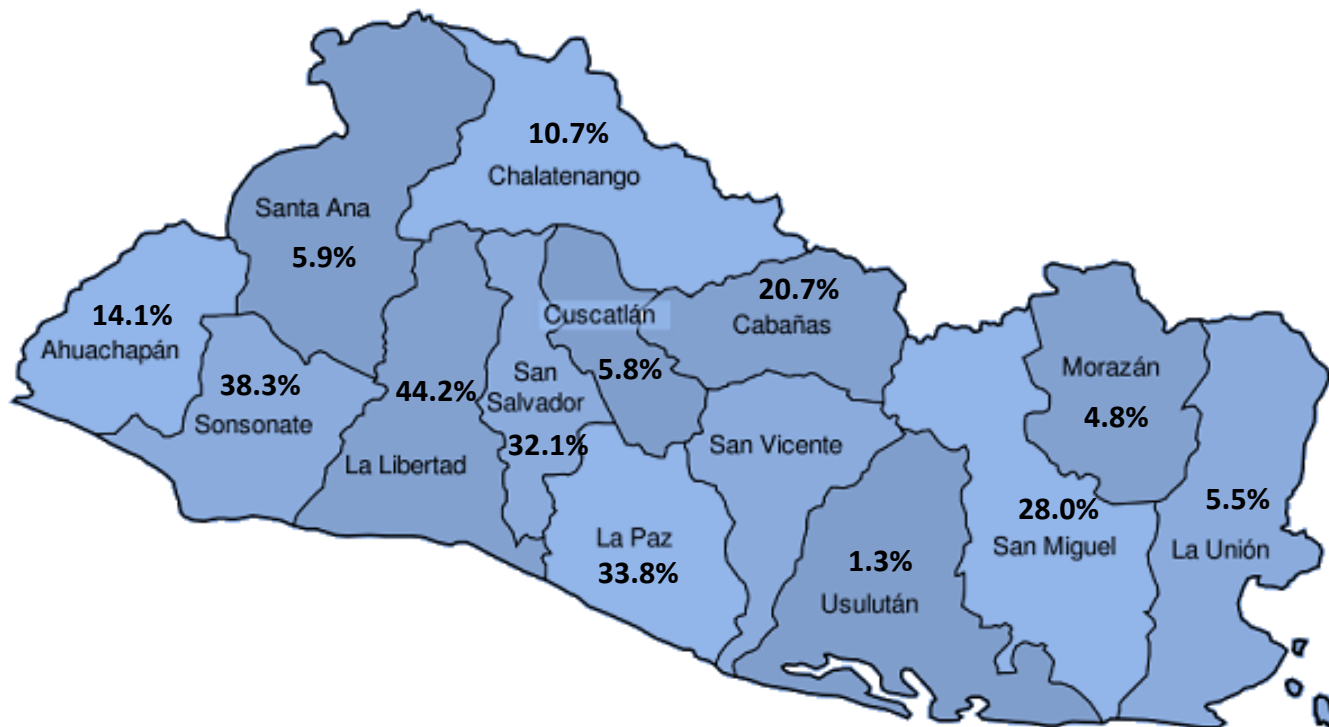 10.7%
Chalatenango
Santa Ana
5.9%
14.1%
Ahuachapán
38.3%
Sonsonate
44.2%
La Libertad
San
Salvador
32.1%
Cuscatlán
5.8%
20.7%
Cabañas
La Paz
33.8%
San Vicente
1.3%
Usulután
28.0%
San Miguel
Morazán
4.8%
5.5%
La Unión